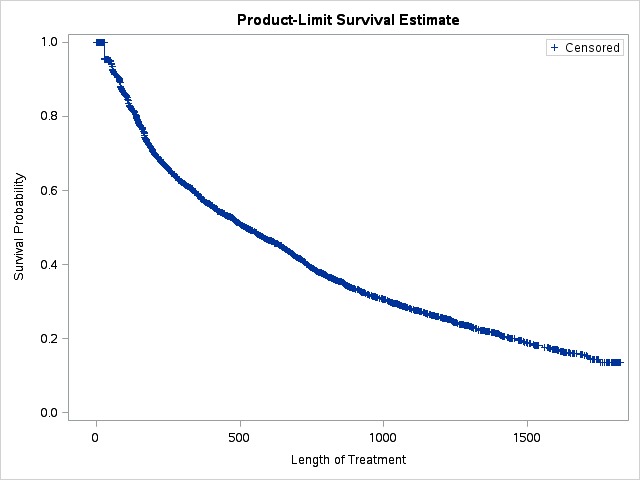 Product-Limit Survival Estimate
+ Censored
1.0
0.8
0.6
0.4
0.2
0.0
Survival Probability
0 500 1000 1500
Length of Treatment